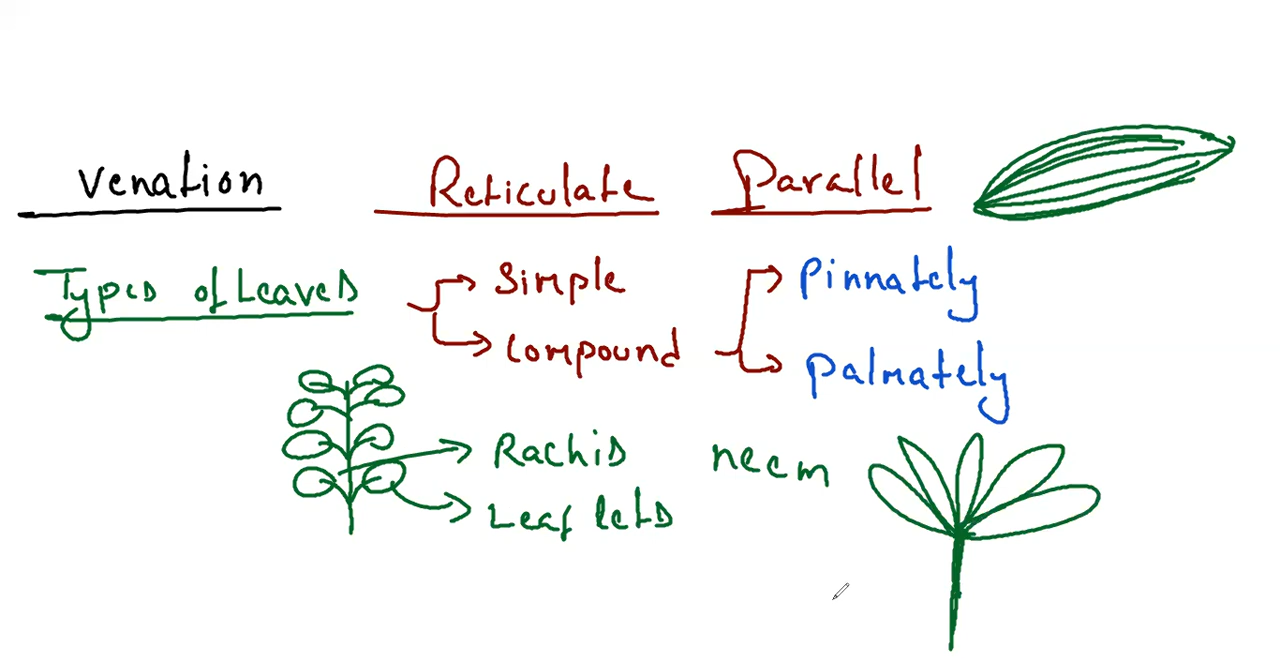 Venation Reticulate Parallel
Types of Leaves Simple Pinnately
Compound Palmately
Rachis neem
Leaf lets